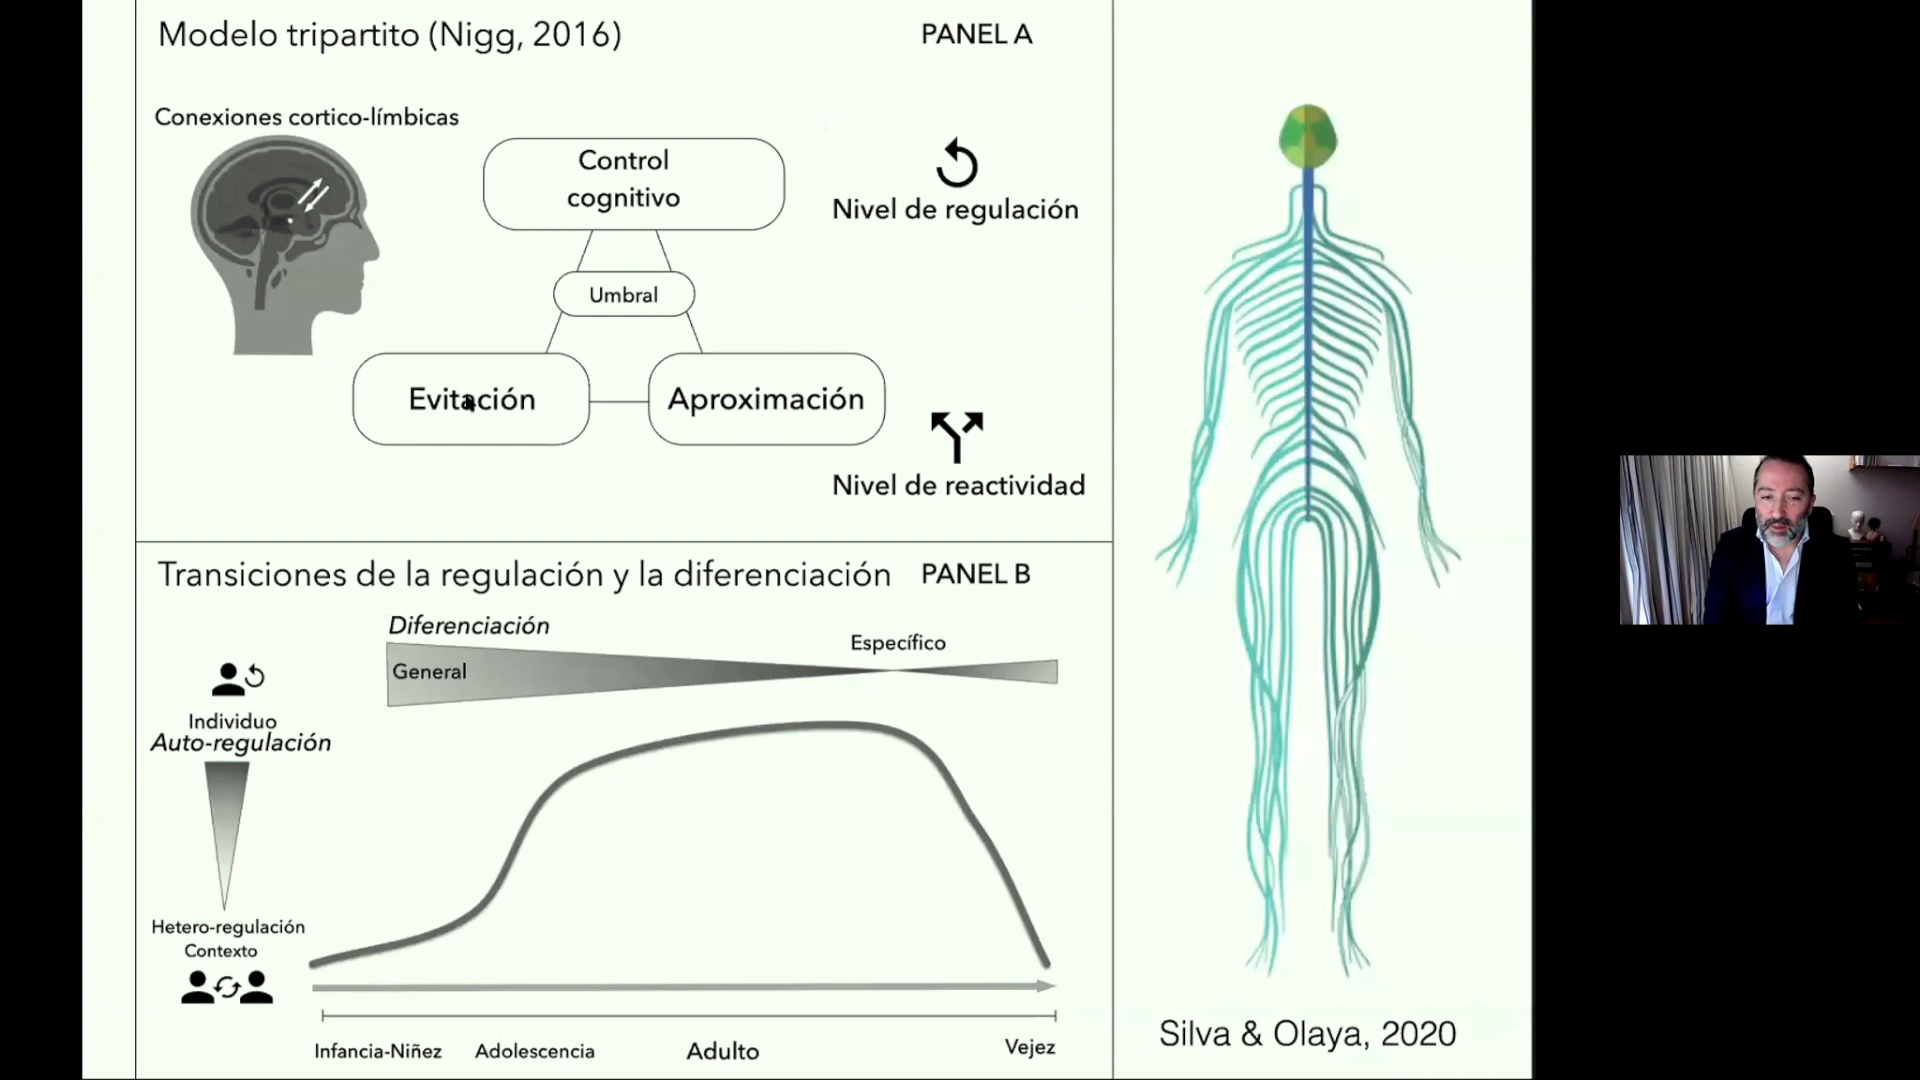 Modelo tripartito (Nigg, 2016)
PANEL A
Conexiones cortico-límbicas
Control
cognitivo
Nivel de regulación
Umbral
Evitación
Aproximación
Nivel de reactividad
Transiciones de la regulación y la diferenciación
PANEL B
Diferenciación
Específico
General
Individuo
Auto-regulación
Hetero-regulación
Contexto
Infancia-Niñez
Adolescencia
Adulto
Vejez
Silva & Olaya, 2020